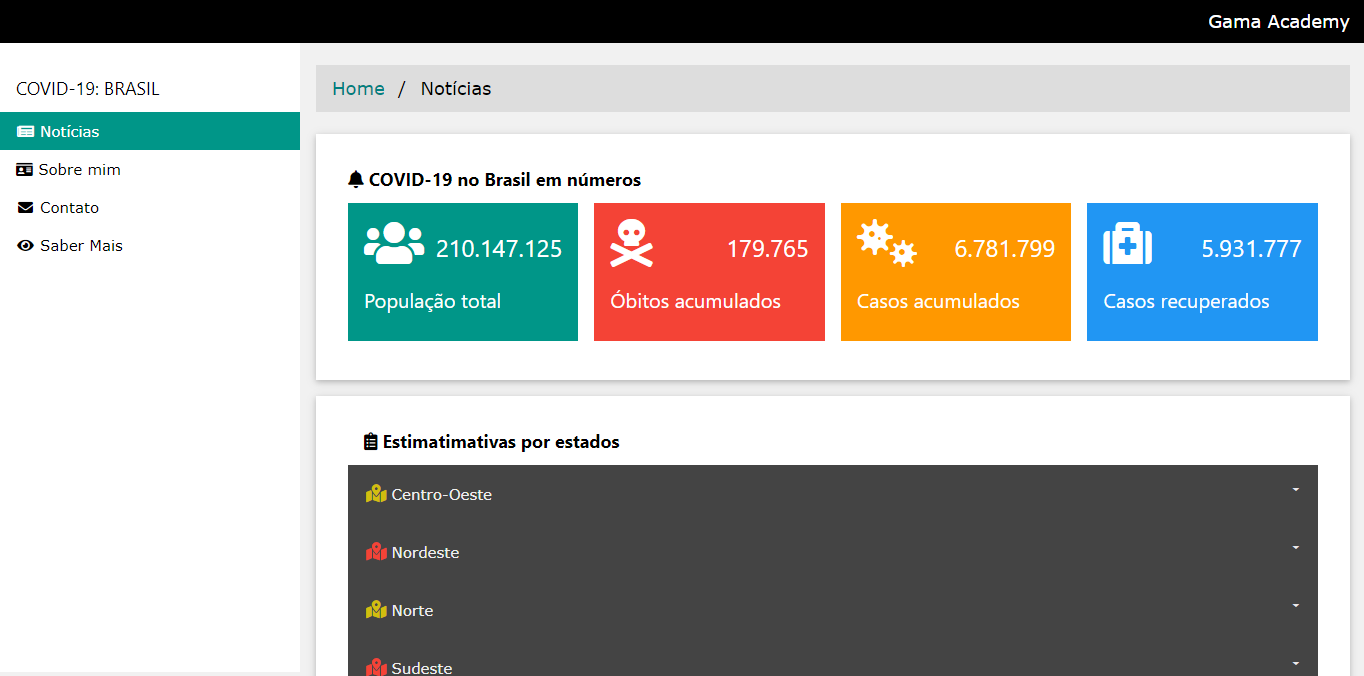 Gama Academy
COVID-19: BRASIL
Notícias
Sobre mim
Contato
Saber Mais
Home / Notícias
COVID-19 no Brasil em números
210.147.125
População total
179.765
Óbitos acumulados
6.781.799
Casos acumulados
5.931.777
Casos recuperados
Estimatimativas por estados
Centro-Oeste
Nordeste
Norte
Sudeste